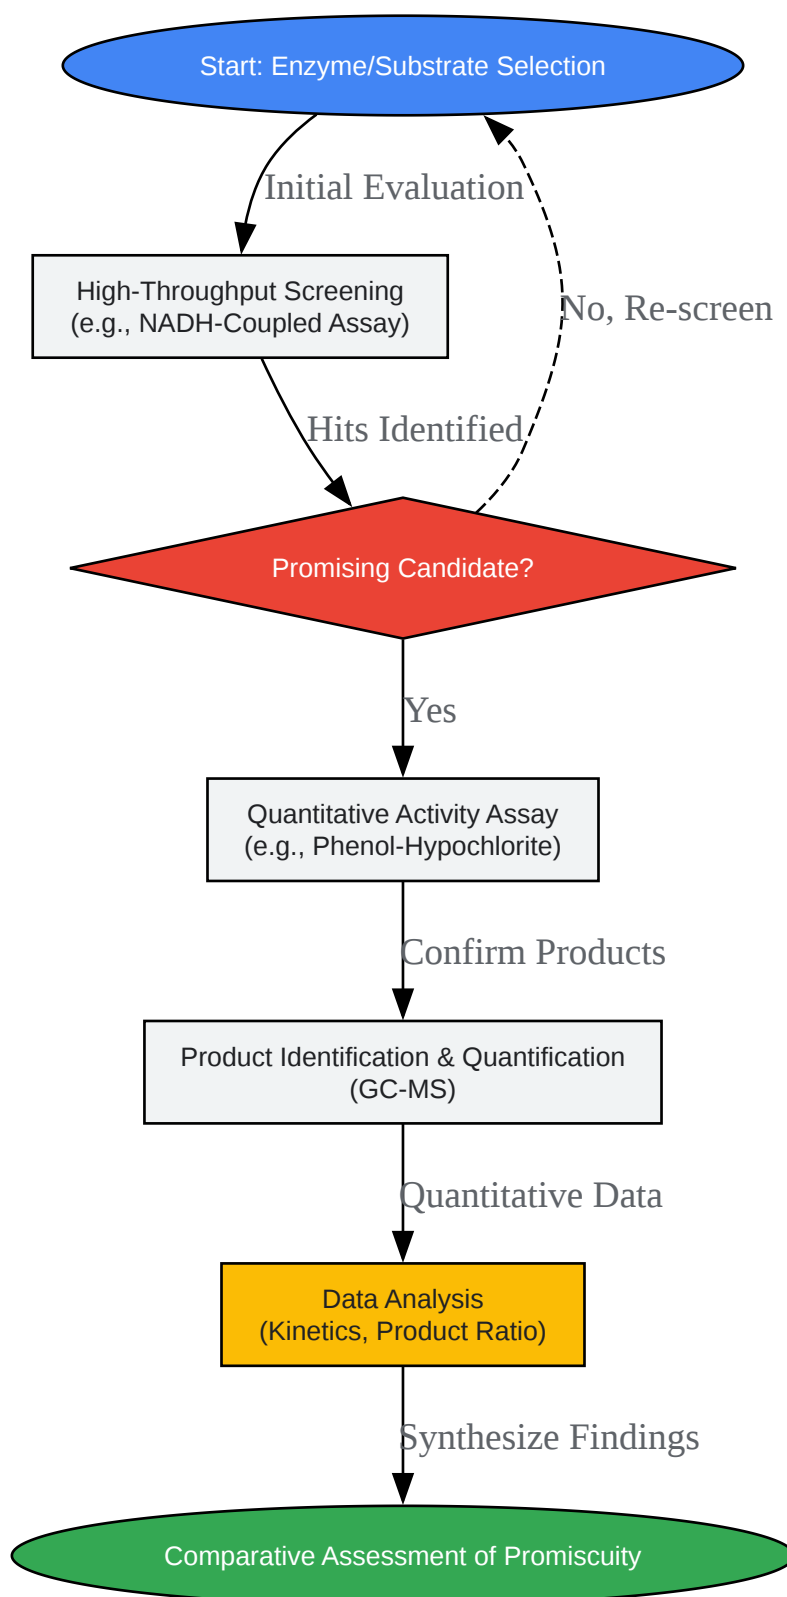 Start: Enzyme/Substrate Selection
Initial Evaluation
High-Throughput Screening
(e.g., NADH-Coupled Assay)
No, Re-screen
Hits Identified
Promising Candidate?
Yes
Quantitative Activity Assay
(e.g., Phenol-Hypochlorite)
Confirm Products
Product Identification & Quantification
(GC-MS)
Quantitative Data
Data Analysis
(Kinetics, Product Ratio)
Synthesize Findings
Comparative Assessment of Promiscuity